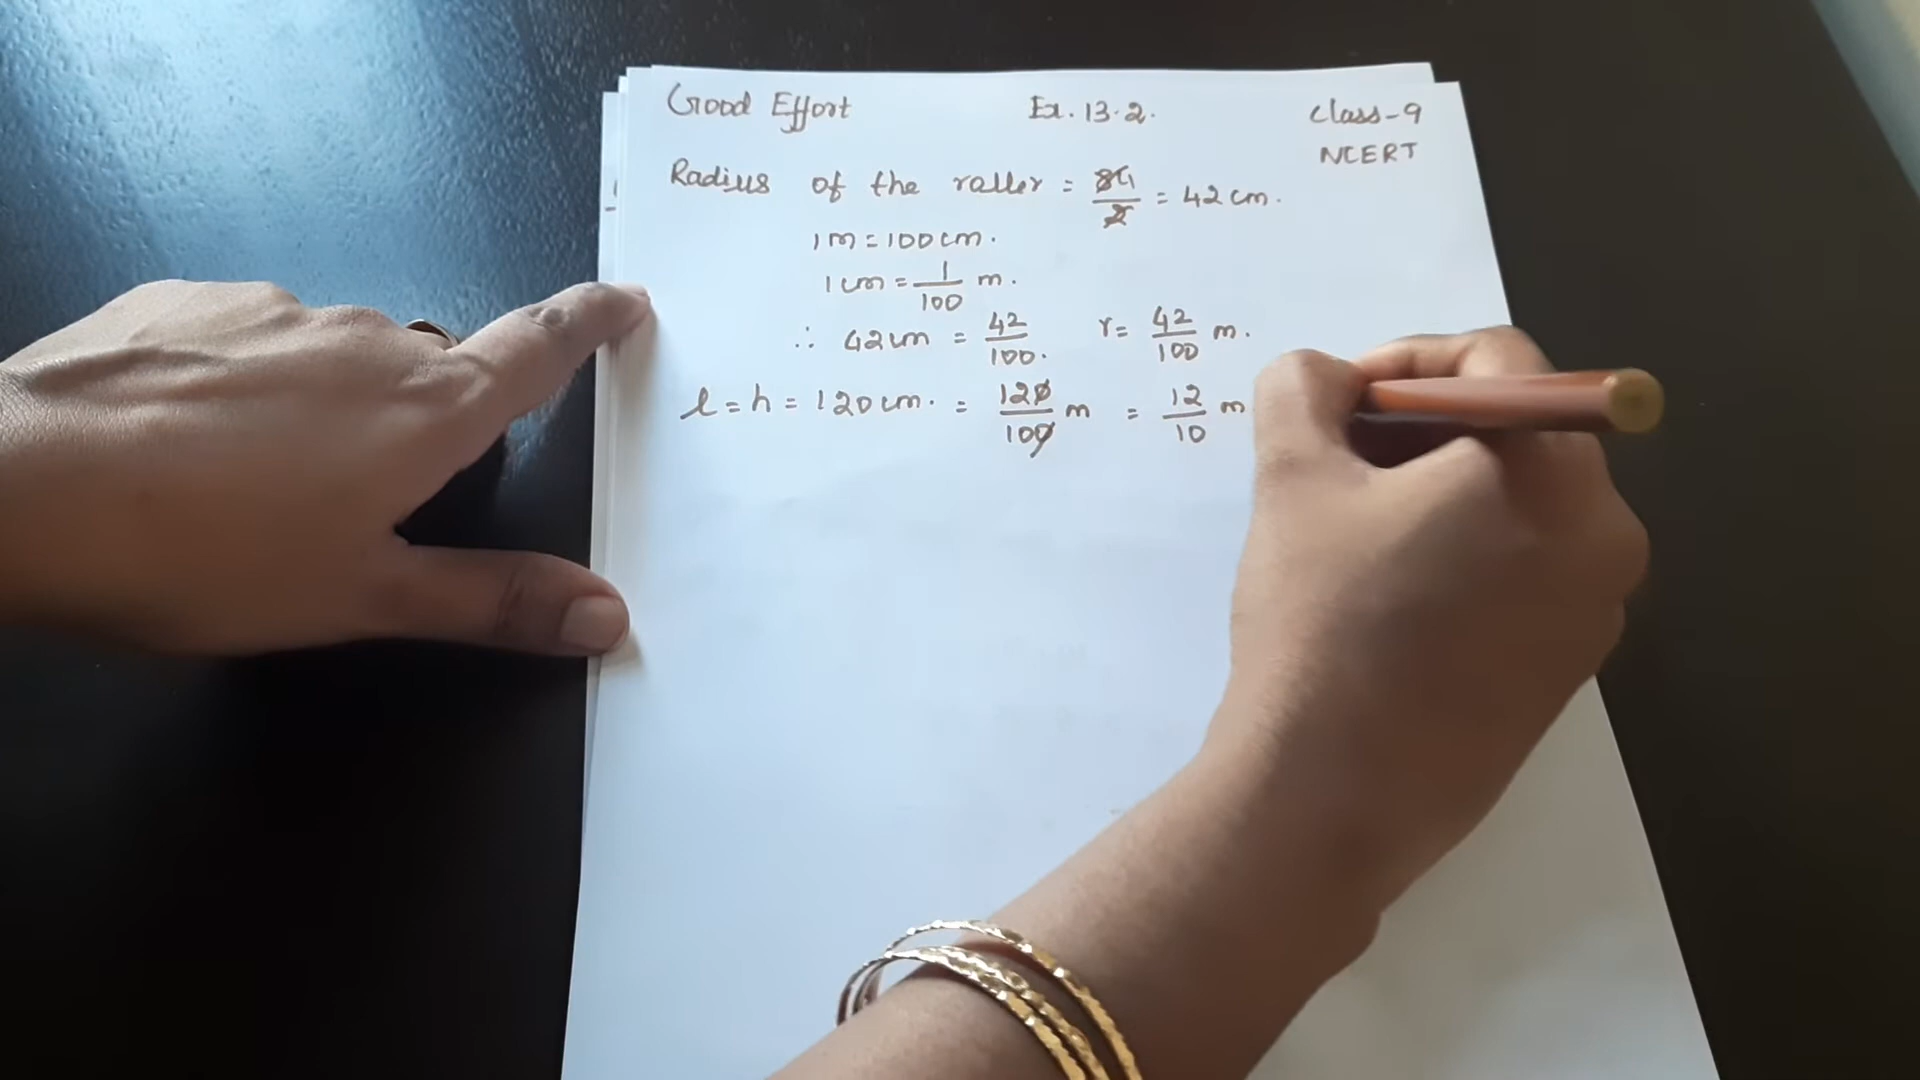 Good Effort Ex. 13.2. Class-9
NCERT
Radius of the roller = 84/2 = 42 cm.
1 m = 100 cm.
1 cm = 1/100 m.
∴ 42 cm = 42/100. r = 42/100 m.
l = h = 120 cm. = 120/100 m = 12/10 m